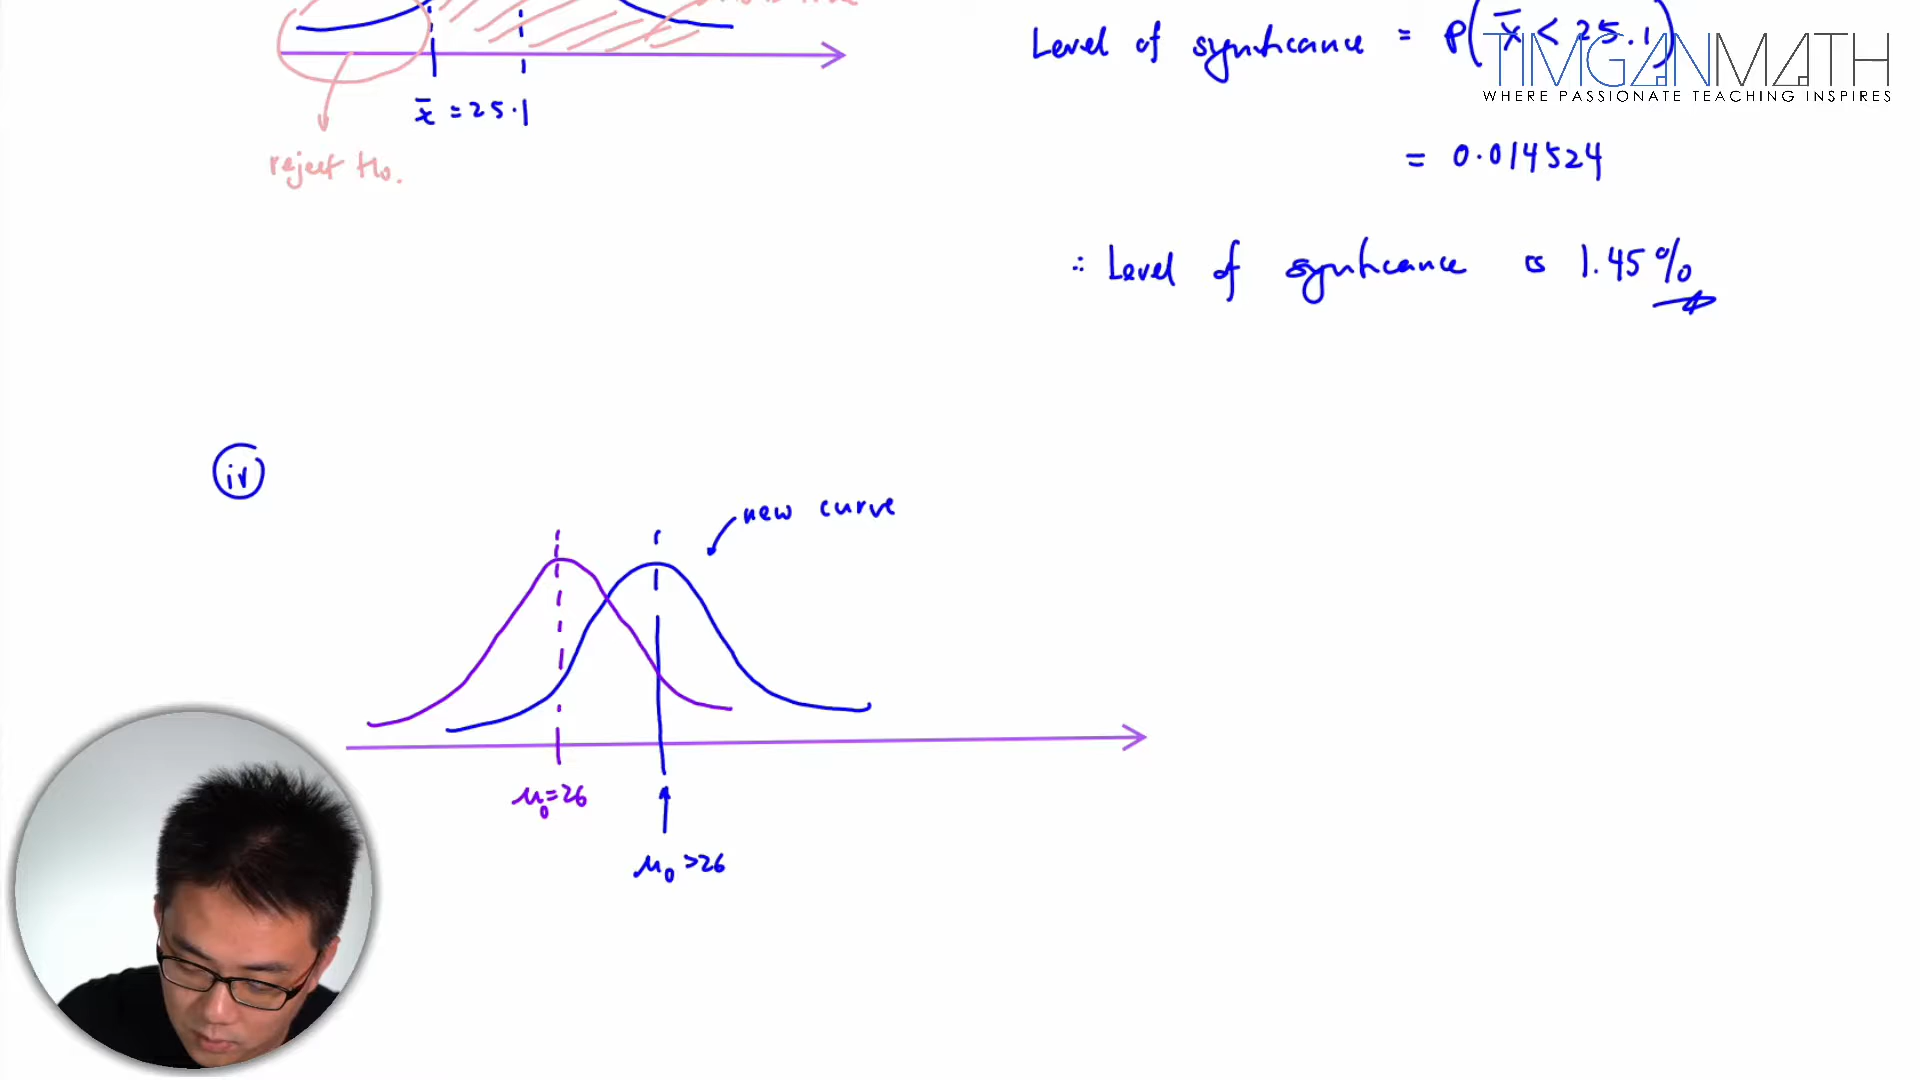 Level of significance = P(x̄ < 25.1)
TIMGANMATH
WHERE PASSIONATE TEACHING INSPIRES
x̄ = 25.1
= 0.014524
reject H₀.
∴ Level of significance is 1.45%
iv
new curve
μ₀=26
μ₀ >26